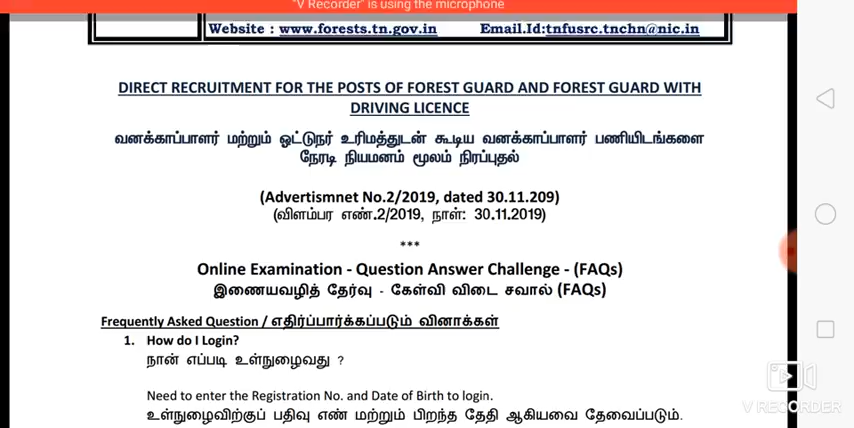 "V Recorder" is using the microphone
Website : www.forests.tn.gov.in Email.Id:tnfusrc.tnchn@nic.in
DIRECT RECRUITMENT FOR THE POSTS OF FOREST GUARD AND FOREST GUARD WITH
DRIVING LICENCE
வனக்காப்பாளர் மற்றும் ஓட்டுநர் உரிமத்துடன் கூடிய வனக்காப்பாளர் பணியிடங்களை
நேரடி நியமனம் மூலம் நிரப்புதல்
(Advertismnet No.2/2019, dated 30.11.209)
(விளம்பர எண்.2/2019, நாள்: 30.11.2019)
***
Online Examination - Question Answer Challenge - (FAQs)
இணையவழித் தேர்வு - கேள்வி விடை சவால் (FAQs)
Frequently Asked Question / எதிர்பார்க்கப்படும் வினாக்கள்
1. How do I Login?
நான் எப்படி உள்நுழைவது ?
Need to enter the Registration No. and Date of Birth to login.
உள்நுழைவிற்குப் பதிவு எண் மற்றும் பிறந்த தேதி ஆகியவை தேவைப்படும்.
V RECORDER